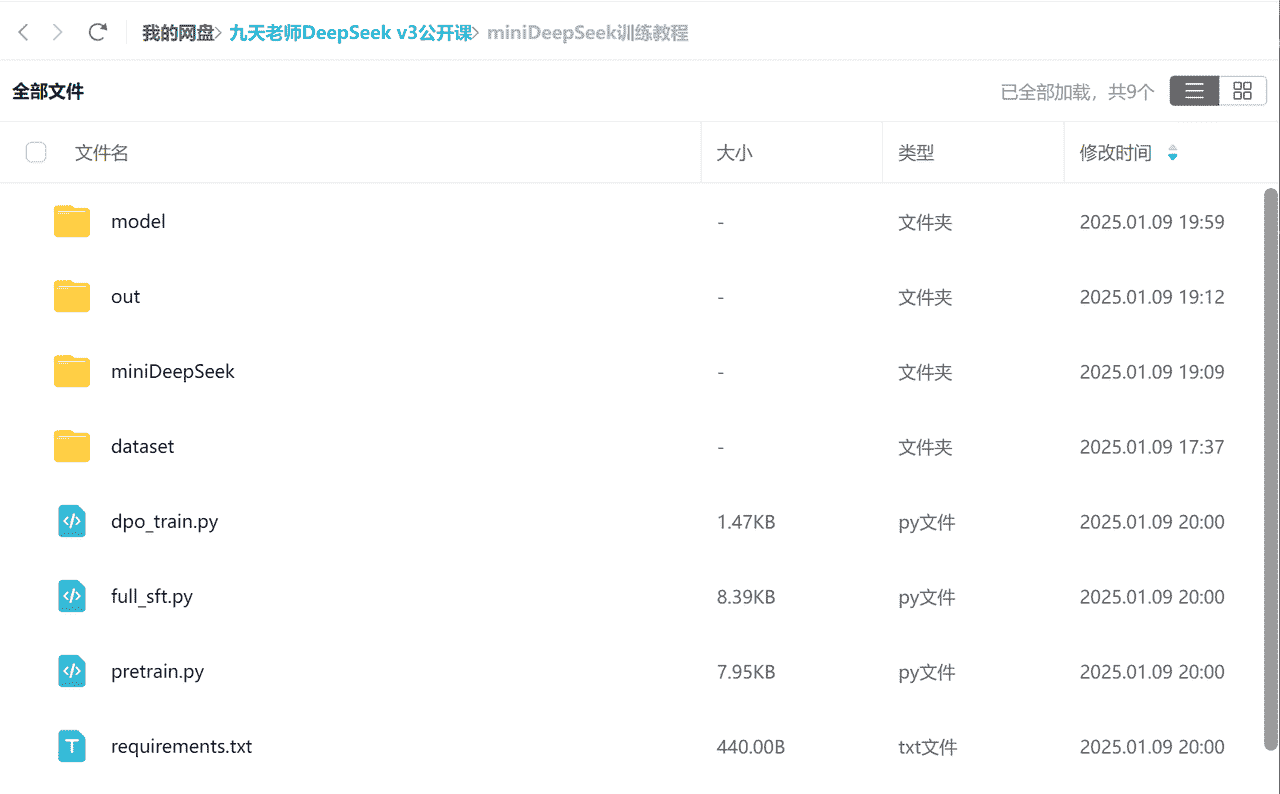 我的网盘 九天老师DeepSeek v3公开课 miniDeepSeek训练教程
全部文件 已全部加载，共9个
文件名 大小 类型 修改时间
model - 文件夹 2025.01.09 19:59
out - 文件夹 2025.01.09 19:12
miniDeepSeek - 文件夹 2025.01.09 19:09
dataset - 文件夹 2025.01.09 17:37
dpo_train.py 1.47KB py文件 2025.01.09 20:00
full_sft.py 8.39KB py文件 2025.01.09 20:00
pretrain.py 7.95KB py文件 2025.01.09 20:00
T requirements.txt 440.00B txt文件 2025.01.09 20:00